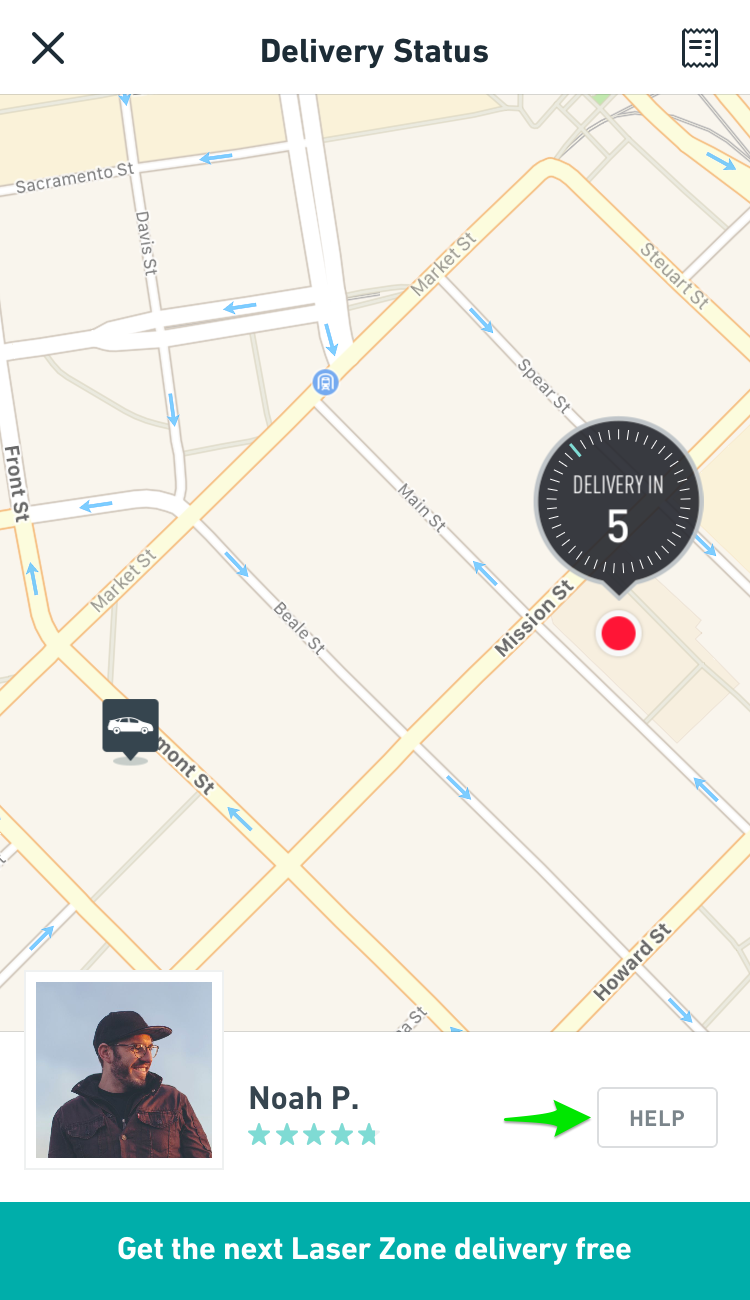 Delivery Status
Sacramento St
Davis St
Market St
Steuart St
Spear St
Front St
DELIVERY IN
5
Main St
Market St
Mission St
Beale St
mont St
Howard St
a St
Noah P.
HELP
Get the next Laser Zone delivery free